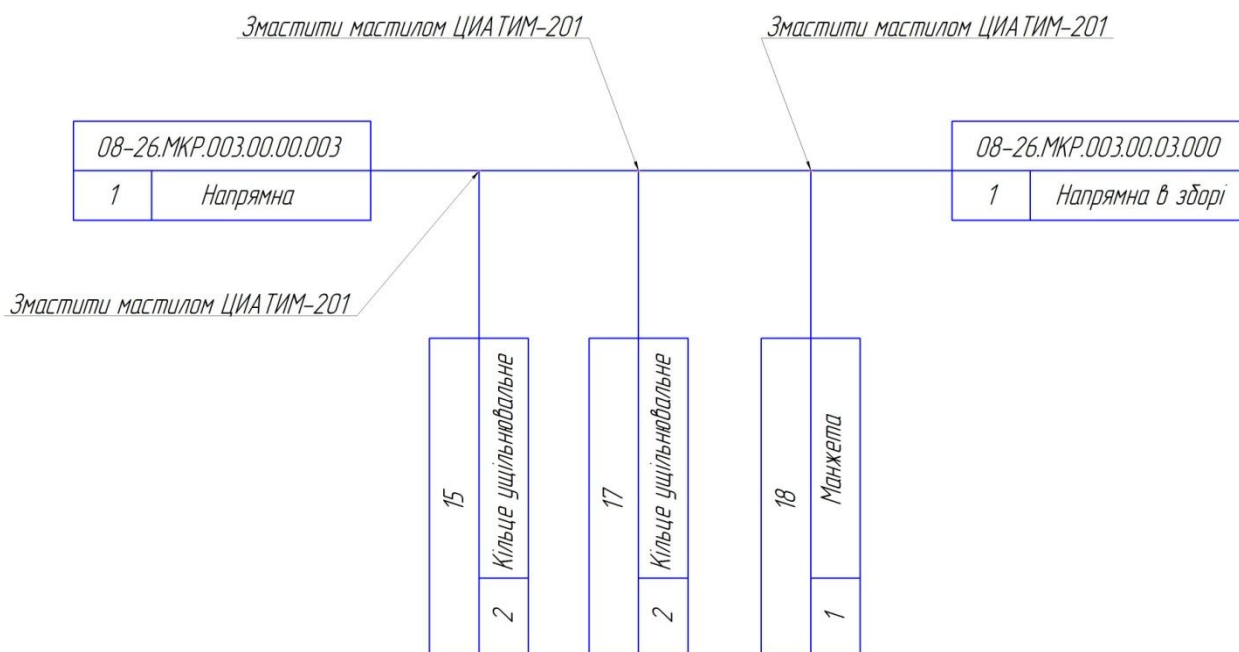 Змастити мастилом ЦИАТИМ-201
Змастити мастилом ЦИАТИМ-201
08-26.МКР.003.00.00.003
1
Напрямна
08-26.МКР.003.00.03.000
1
Напрямна в зборі
Змастити мастилом ЦИАТИМ-201
15
Кільце ущільнювальне
2
17
Кільце ущільнювальне
2
18
Манжета
1